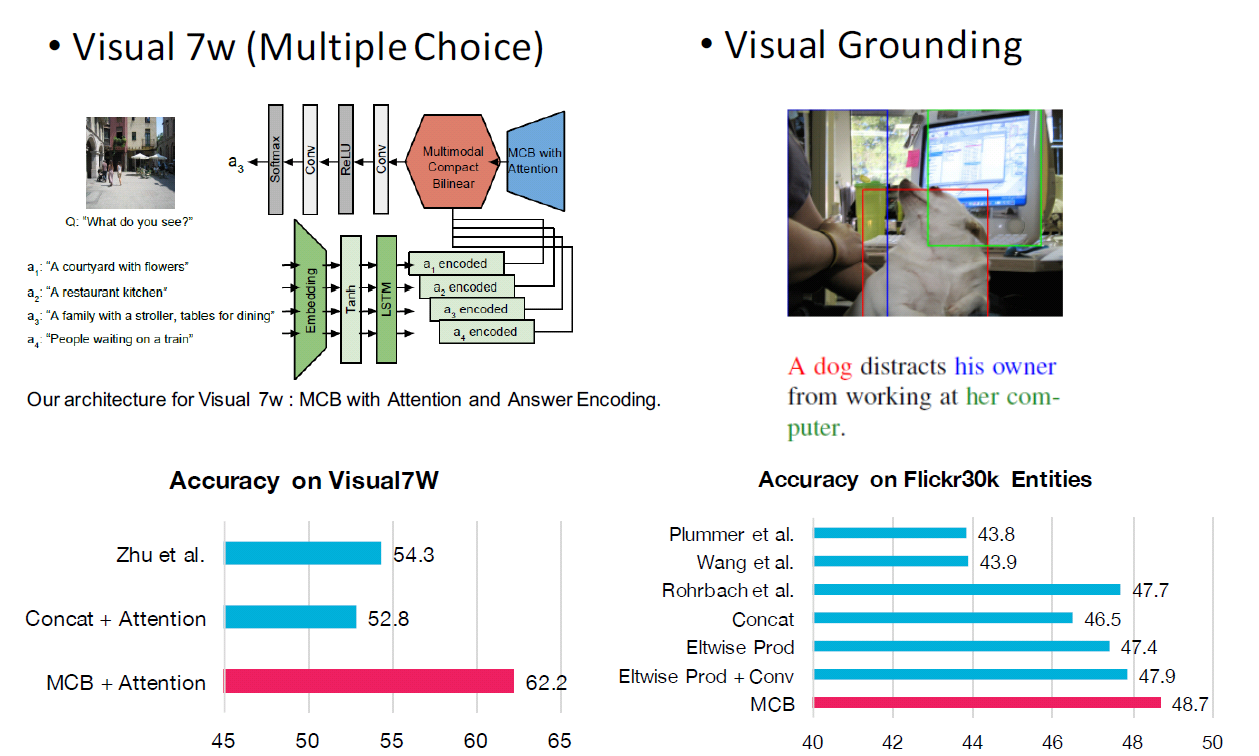 • Visual 7w (Multiple Choice)
Q: “What do you see?”
a1: “A courtyard with flowers”
a2: “A restaurant kitchen”
a3: “A family with a stroller, tables for dining”
a4: “People waiting on a train”
a3
Softmax
Conv
ReLU
Conv
Multimodal
Compact
Bilinear
MCB with
Attention
Embedding
Tanh
LSTM
a1 encoded
a2 encoded
a3 encoded
a4 encoded
Our architecture for Visual 7w : MCB with Attention and Answer Encoding.
Accuracy on Visual7W
Zhu et al. 54.3
Concat + Attention 52.8
MCB + Attention 62.2
45 50 55 60 65
• Visual Grounding
A dog distracts his owner
from working at her com-
puter.
Accuracy on Flickr30k Entities
Plummer et al. 43.8
Wang et al. 43.9
Rohrbach et al. 47.7
Concat 46.5
Eltwise Prod 47.4
Eltwise Prod + Conv 47.9
MCB 48.7
40 42 44 46 48 50